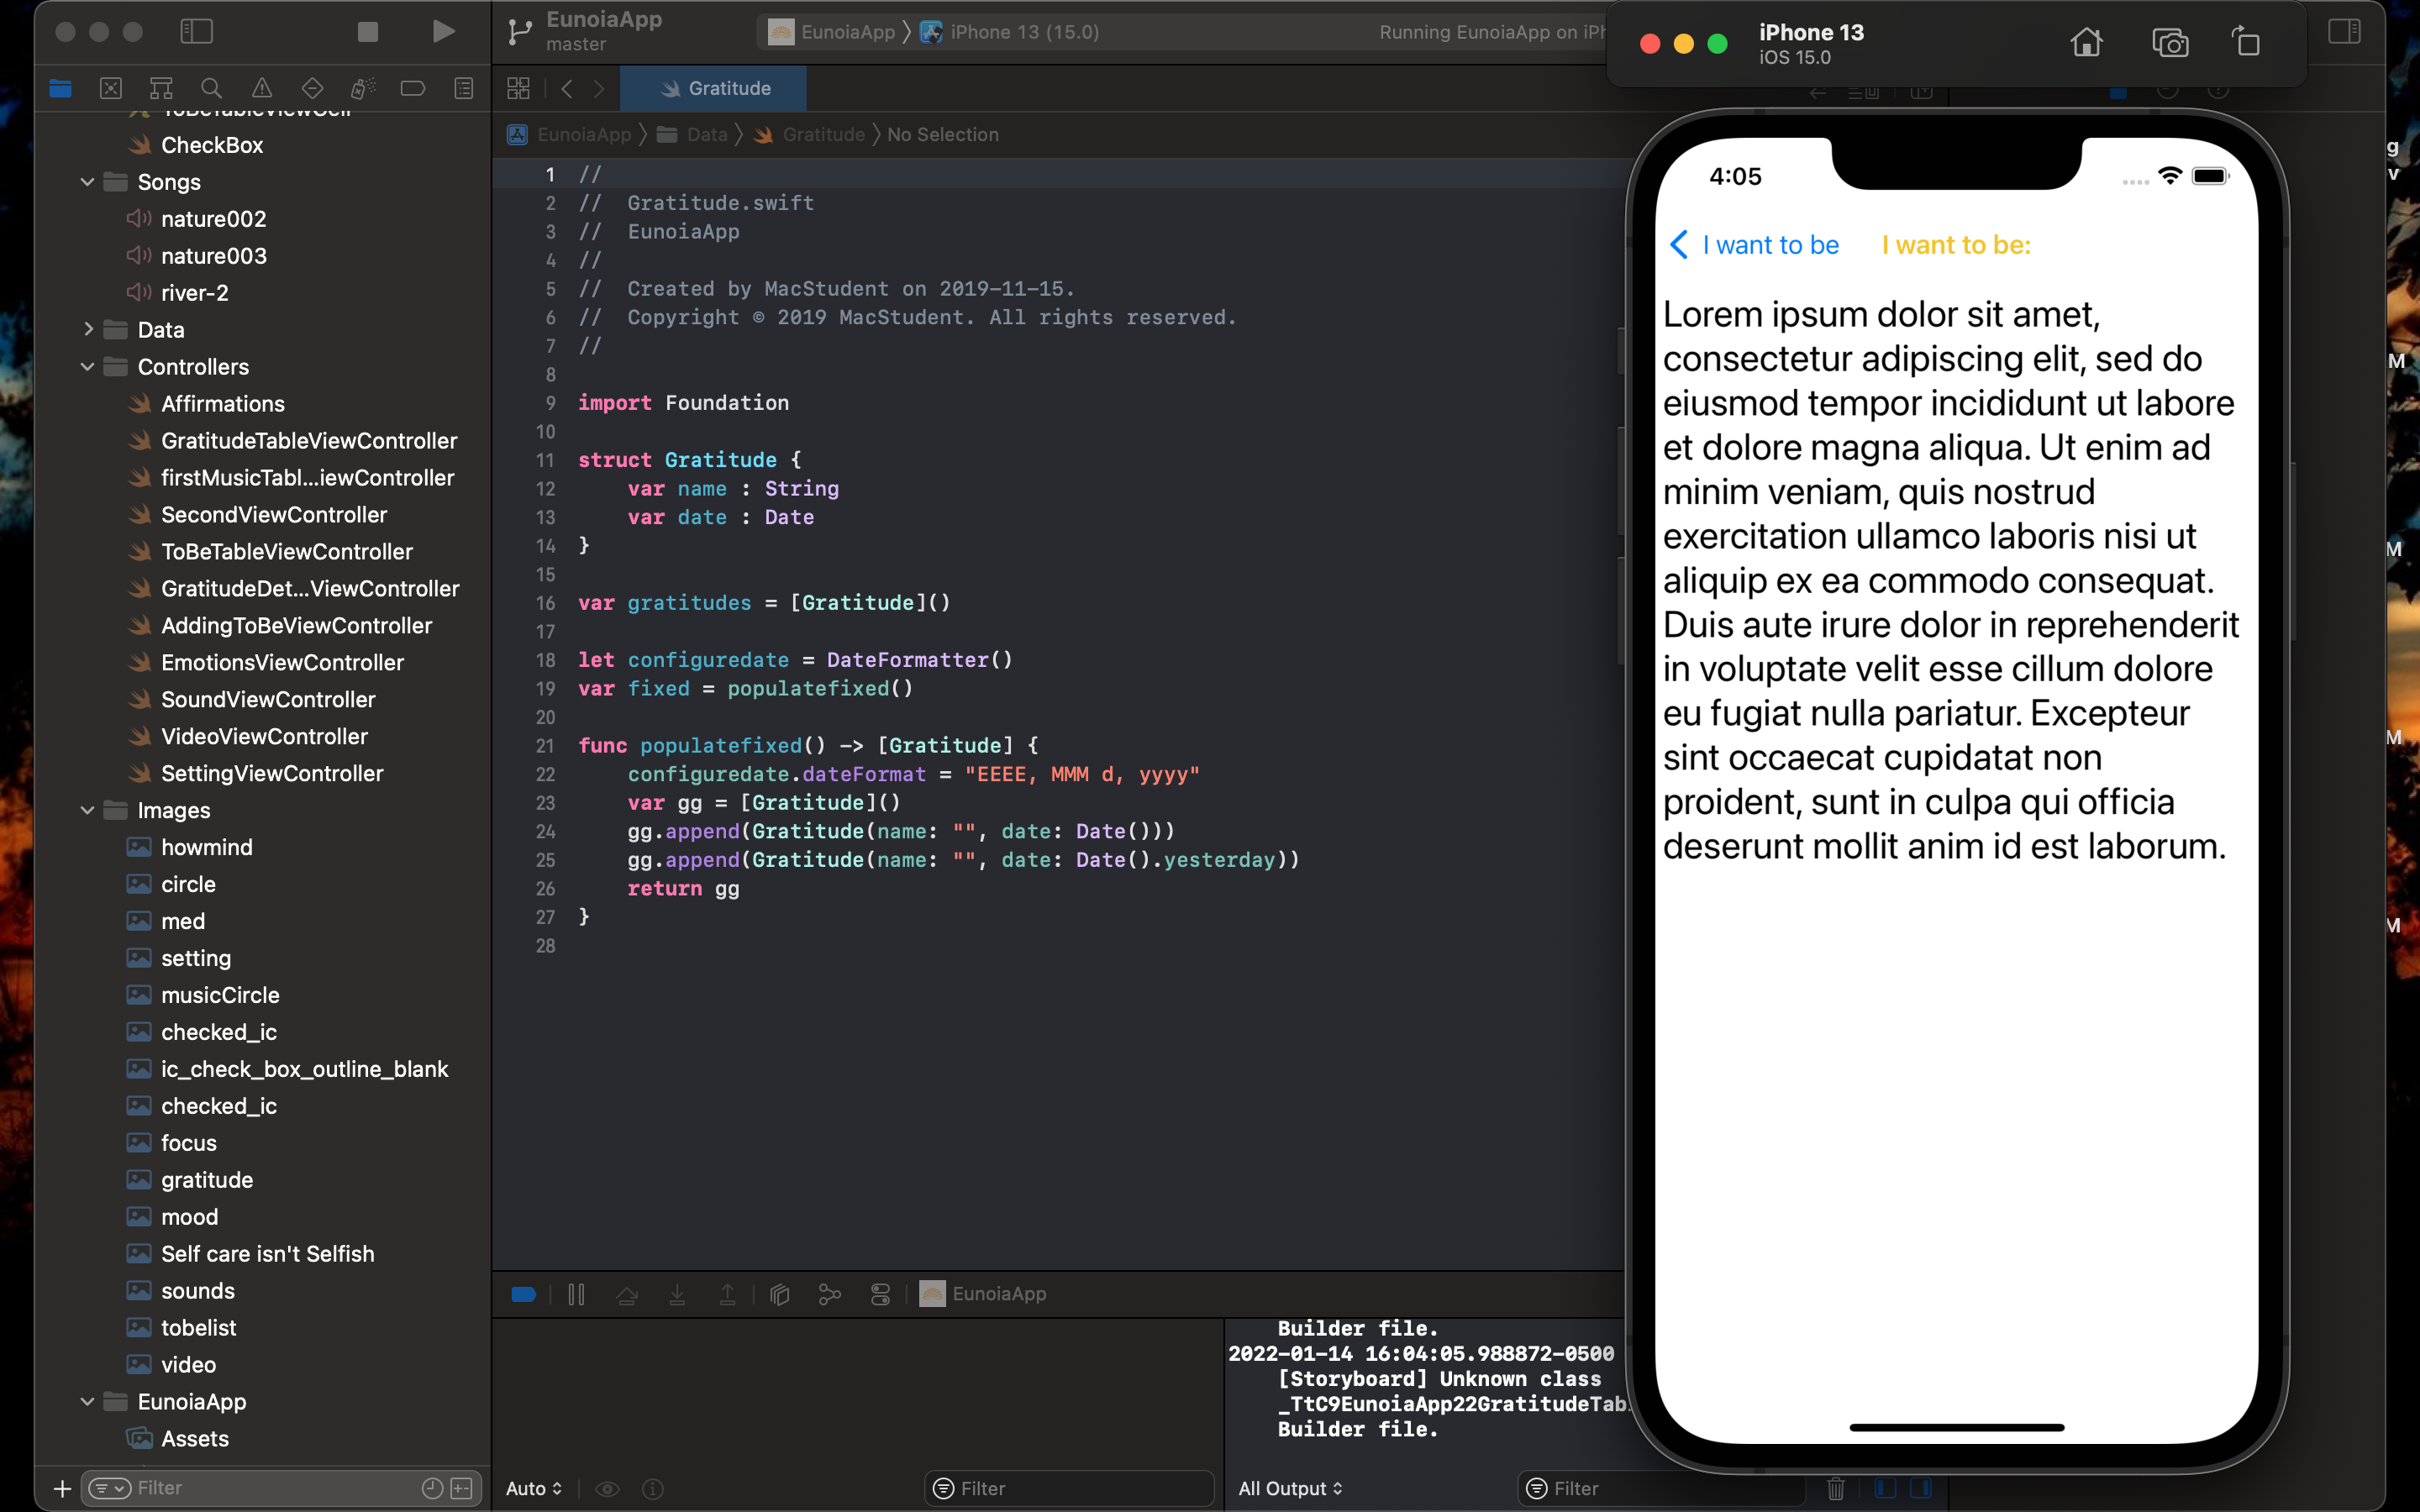 EunoiaApp
master
EunoiaApp
iPhone 13 (15.0)
Running EunoiaApp on iPh
iPhone 13
iOS 15.0
Gratitude
EunoiaApp
Data
Gratitude
No Selection
ToBeTableViewCell
CheckBox
Songs
nature002
nature003
river-2
Data
Controllers
Affirmations
GratitudeTableViewController
firstMusicTabl...iewController
SecondViewController
ToBeTableViewController
GratitudeDet...ViewController
AddingToBeViewController
EmotionsViewController
SoundViewController
VideoViewController
SettingViewController
Images
howmind
circle
med
setting
musicCircle
checked_ic
ic_check_box_outline_blank
checked_ic
focus
gratitude
mood
Self care isn't Selfish
sounds
tobelist
video
EunoiaApp
Assets
Filter
1 //
2 //  Gratitude.swift
3 //  EunoiaApp
4 //
5 //  Created by MacStudent on 2019-11-15.
6 //  Copyright © 2019 MacStudent. All rights reserved.
7 //
8
9 import Foundation
10
11 struct Gratitude {
12     var name : String
13     var date : Date
14 }
15
16 var gratitudes = [Gratitude]()
17
18 let configuredate = DateFormatter()
19 var fixed = populatefixed()
20
21 func populatefixed() -> [Gratitude] {
22     configuredate.dateFormat = "EEEE, MMM d, yyyy"
23     var gg = [Gratitude]()
24     gg.append(Gratitude(name: "", date: Date()))
25     gg.append(Gratitude(name: "", date: Date().yesterday))
26     return gg
27 }
28
EunoiaApp
Builder file.
2022-01-14 16:04:05.988872-0500
[Storyboard] Unknown class
_TtC9EunoiaApp22GratitudeTab
Builder file.
Auto
Filter
All Output
Filter
4:05
I want to be
I want to be:
Lorem ipsum dolor sit amet,
consectetur adipiscing elit, sed do
eiusmod tempor incididunt ut labore
et dolore magna aliqua. Ut enim ad
minim veniam, quis nostrud
exercitation ullamco laboris nisi ut
aliquip ex ea commodo consequat.
Duis aute irure dolor in reprehenderit
in voluptate velit esse cillum dolore
eu fugiat nulla pariatur. Excepteur
sint occaecat cupidatat non
proident, sunt in culpa qui officia
deserunt mollit anim id est laborum.